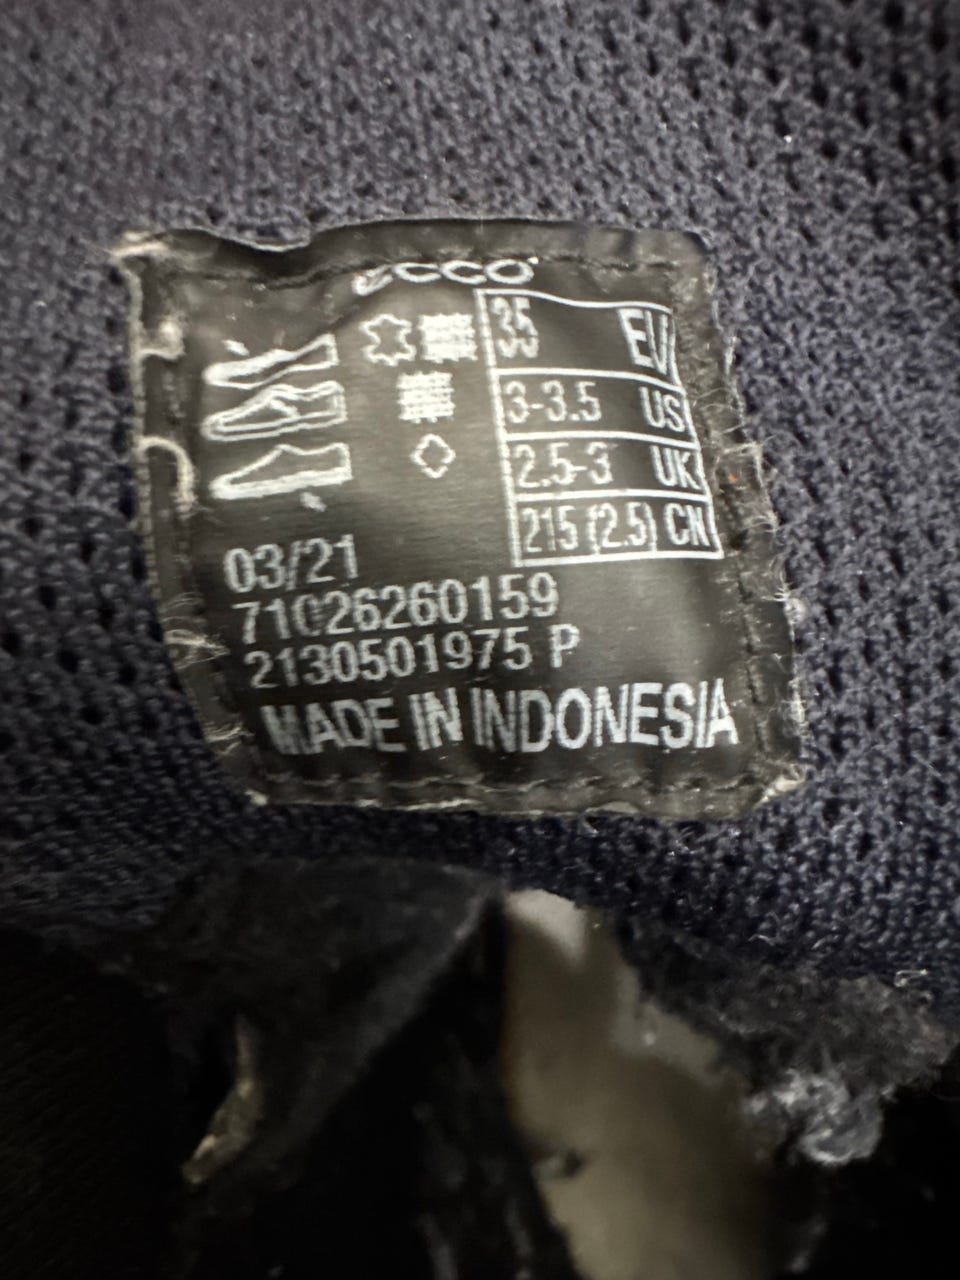 ecco
35 EU
3-3.5 US
2.5-3 UK
215 (2.5) CN
03/21
71026260159
2130501975 P
MADE IN INDONESIA